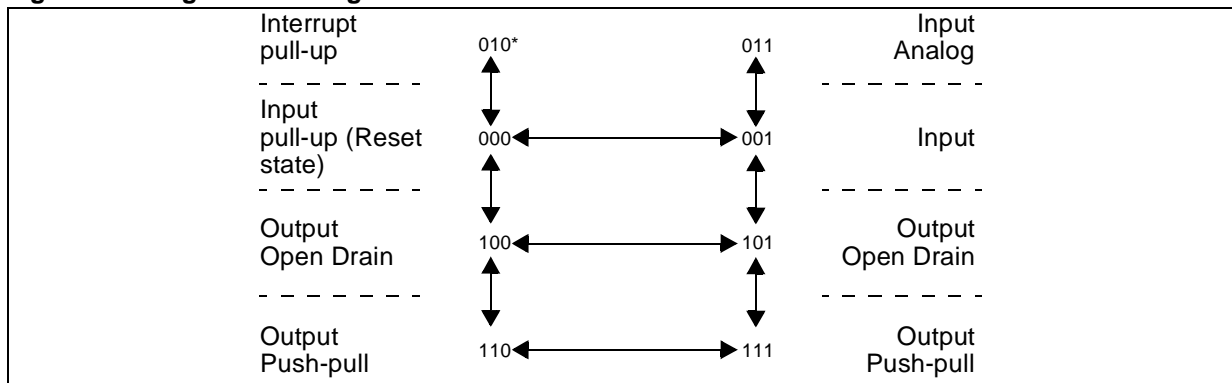 Interrupt
pull-up
010*
011
Input
Analog
Input
pull-up (Reset
state)
000
001
Input
Output
Open Drain
100
101
Output
Open Drain
Output
Push-pull
110
111
Output
Push-pull